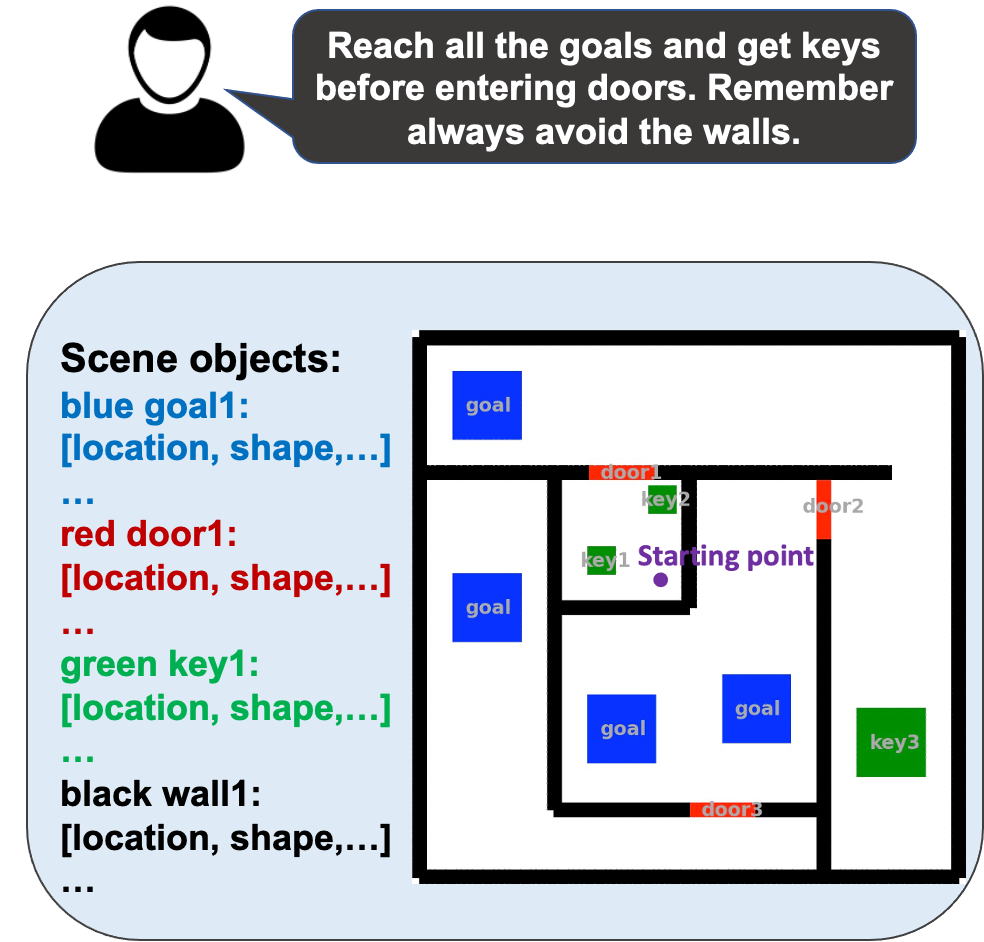 Reach all the goals and get keys
before entering doors. Remember
always avoid the walls.
Scene objects:
blue goal1:
[location, shape,...]
...
red door1:
[location, shape,...]
...
green key1:
[location, shape,...]
...
black wall1:
[location, shape,...]
...
goal
door1
key2
door2
key1
Starting point
goal
goal
goal
key3
door3